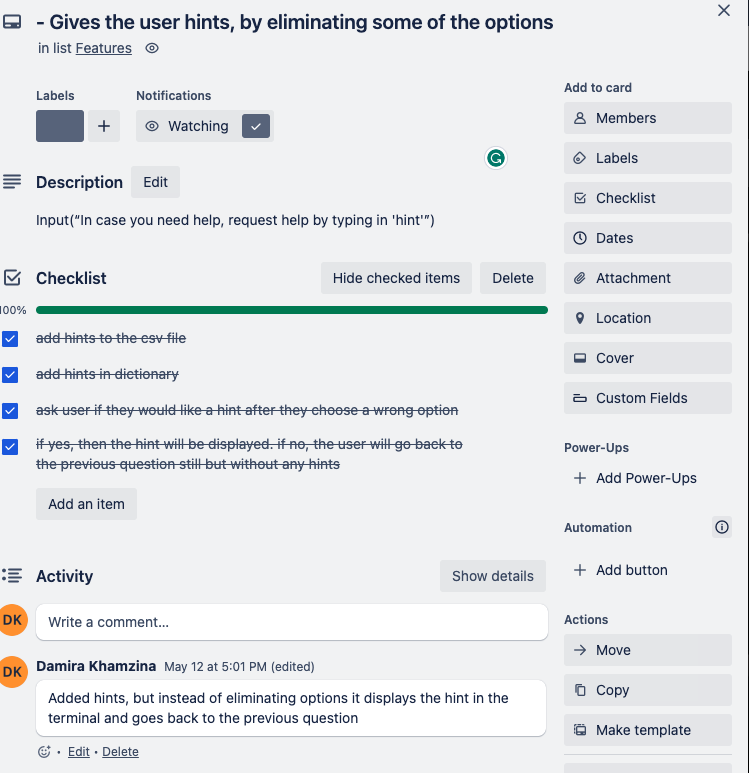 - Gives the user hints, by eliminating some of the options
in list Features
Labels
Notifications
Watching
Description
Edit
Input(“In case you need help, request help by typing in 'hint'”)
Checklist
Hide checked items
Delete
100%
add hints to the csv file
add hints in dictionary
ask user if they would like a hint after they choose a wrong option
if yes, then the hint will be displayed. if no, the user will go back to
the previous question still but without any hints
Add an item
Activity
Show details
DK
Write a comment...
DK
Damira Khamzina May 12 at 5:01 PM (edited)
Added hints, but instead of eliminating options it displays the hint in the
terminal and goes back to the previous question
Edit • Delete
Add to card
Members
Labels
Checklist
Dates
Attachment
Location
Cover
Custom Fields
Power-Ups
Add Power-Ups
Automation
Add button
Actions
Move
Copy
Make template